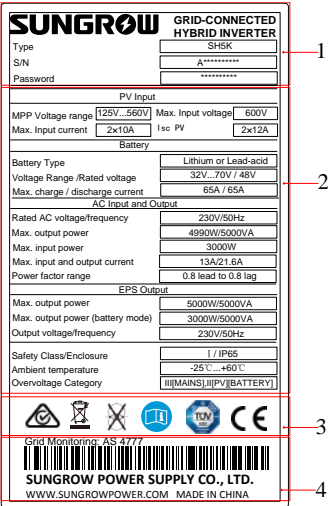 SUNGROW GRID-CONNECTED HYBRID INVERTER
Type SH5K
S/N A**********
Password **********
1
PV Input
MPP Voltage range 125V...560V Max. Input voltage 600V
Max. Input current 2×10A Isc PV 2×12A
Battery
Battery Type Lithium or Lead-acid
Voltage Range /Rated voltage 32V...70V / 48V
Max. charge / discharge current 65A / 65A
2
AC Input and Output
Rated AC voltage/frequency 230V/50Hz
Max. output power 4990W/5000VA
Max. input power 3000W
Max. input and output current 13A/21.6A
Power factor range 0.8 lead to 0.8 lag
EPS Output
Max. output power 5000W/5000VA
Max. output power (battery mode) 3000W/5000VA
Output voltage/frequency 230V/50Hz
Safety Class/Enclosure I / IP65
Ambient temperature -25℃...+60℃
Overvoltage Category III[MAINS],II[PV][BATTERY]
TÜV CE
3
Grid Monitoring: AS 4777
SUNGROW POWER SUPPLY CO., LTD.
WWW.SUNGROWPOWER.COM MADE IN CHINA
4